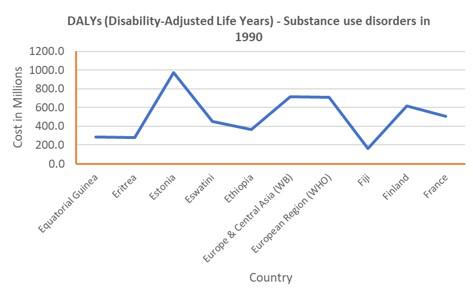 DALYs (Disability-Adjusted Life Years) - Substance use disorders in
1990
Cost in Millions
1200.0
1000.0
800.0
600.0
400.0
200.0
0.0
Equatorial Guinea
Eritrea
Estonia
Eswatini
Ethiopia
Europe & Central Asia (WB)
European Region (WHO)
Fiji
Finland
France
Country